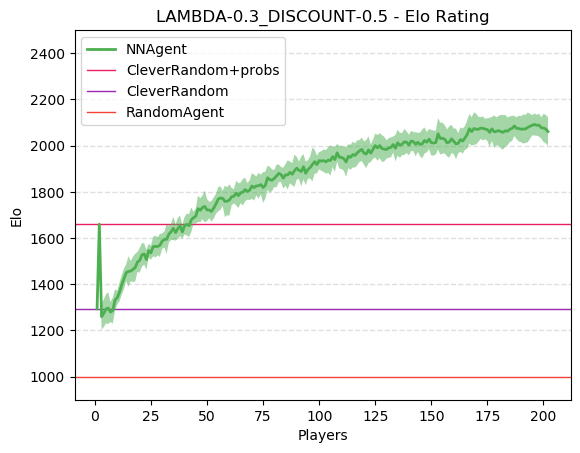 LAMBDA-0.3_DISCOUNT-0.5 - Elo Rating
NNAgent
CleverRandom+probs
CleverRandom
RandomAgent
Elo
2400
2200
2000
1800
1600
1400
1200
1000
0 25 50 75 100 125 150 175 200
Players